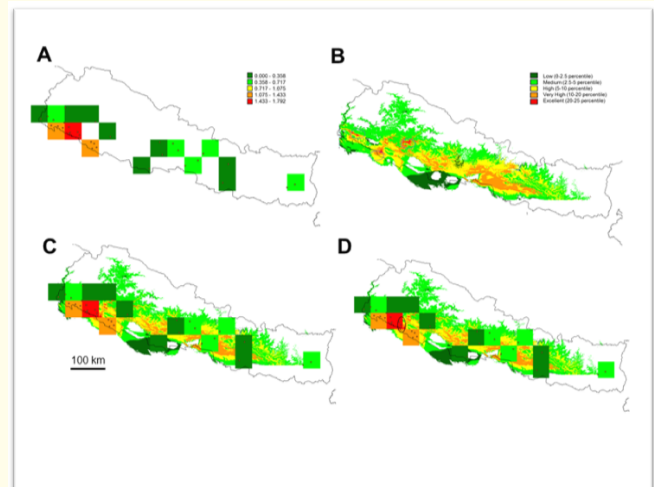 A
0.000 - 0.358
0.358 - 0.717
0.717 - 1.075
1.075 - 1.433
1.433 - 1.792
B
Low (0-2.5 percentile)
Medium (2.5-5 percentile)
High (5-10 percentile)
Very High (10-20 percentile)
Excellent (20-25 percentile)
C
100 km
D